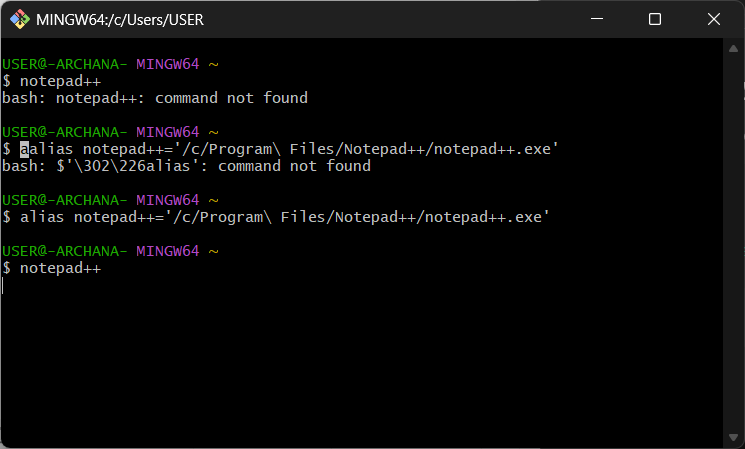 MINGW64:/c/Users/USER
USER@-ARCHANA- MINGW64 ~
$ notepad++
bash: notepad++: command not found
USER@-ARCHANA- MINGW64 ~
$ aalias notepad++='/c/Program\ Files/Notepad++/notepad++.exe'
bash: $'\302\226alias': command not found
USER@-ARCHANA- MINGW64 ~
$ alias notepad++='/c/Program\ Files/Notepad++/notepad++.exe'
USER@-ARCHANA- MINGW64 ~
$ notepad++